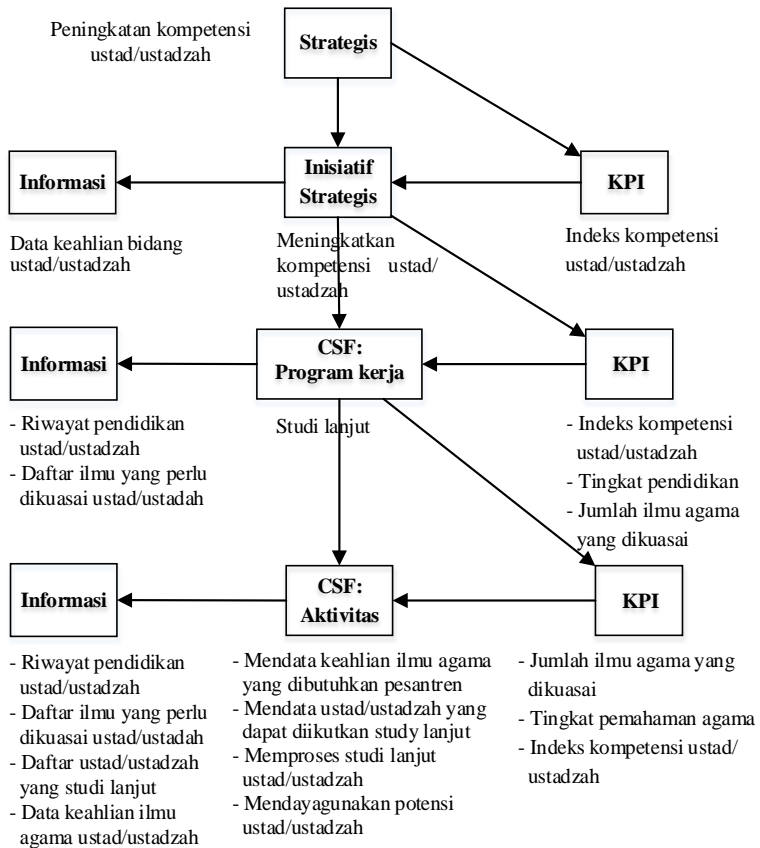 Peningkatan kompetensi
ustad/ustadzah
Strategis
Informasi
Inisiatif
Strategis
KPI
Data keahlian bidang
ustad/ustadzah
Meningkatkan
kompetensi ustad/
ustadzah
Indeks kompetensi
ustad/ustadzah
Informasi
CSF:
Program kerja
KPI
- Riwayat pendidikan
ustad/ustadzah
- Daftar ilmu yang perlu
dikuasai ustad/ustadah
Studi lanjut
- Indeks kompetensi
ustad/ustadzah
- Tingkat pendidikan
- Jumlah ilmu agama
yang dikuasai
Informasi
CSF:
Aktivitas
KPI
- Riwayat pendidikan
ustad/ustadzah
- Daftar ilmu yang perlu
dikuasai ustad/ustadah
- Daftar ustad/ustadzah
yang studi lanjut
- Data keahlian ilmu
agama ustad/ustadzah
- Mendata keahlian ilmu agama
yang dibutuhkan pesantren
- Mendata ustad/ustadzah yang
dapat diikutkan study lanjut
- Memproses studi lanjut
ustad/ustadzah
- Mendayagunakan potensi
ustad/ustadzah
- Jumlah ilmu agama yang
dikuasai
- Tingkat pemahaman agama
- Indeks kompetensi ustad/
ustadzah